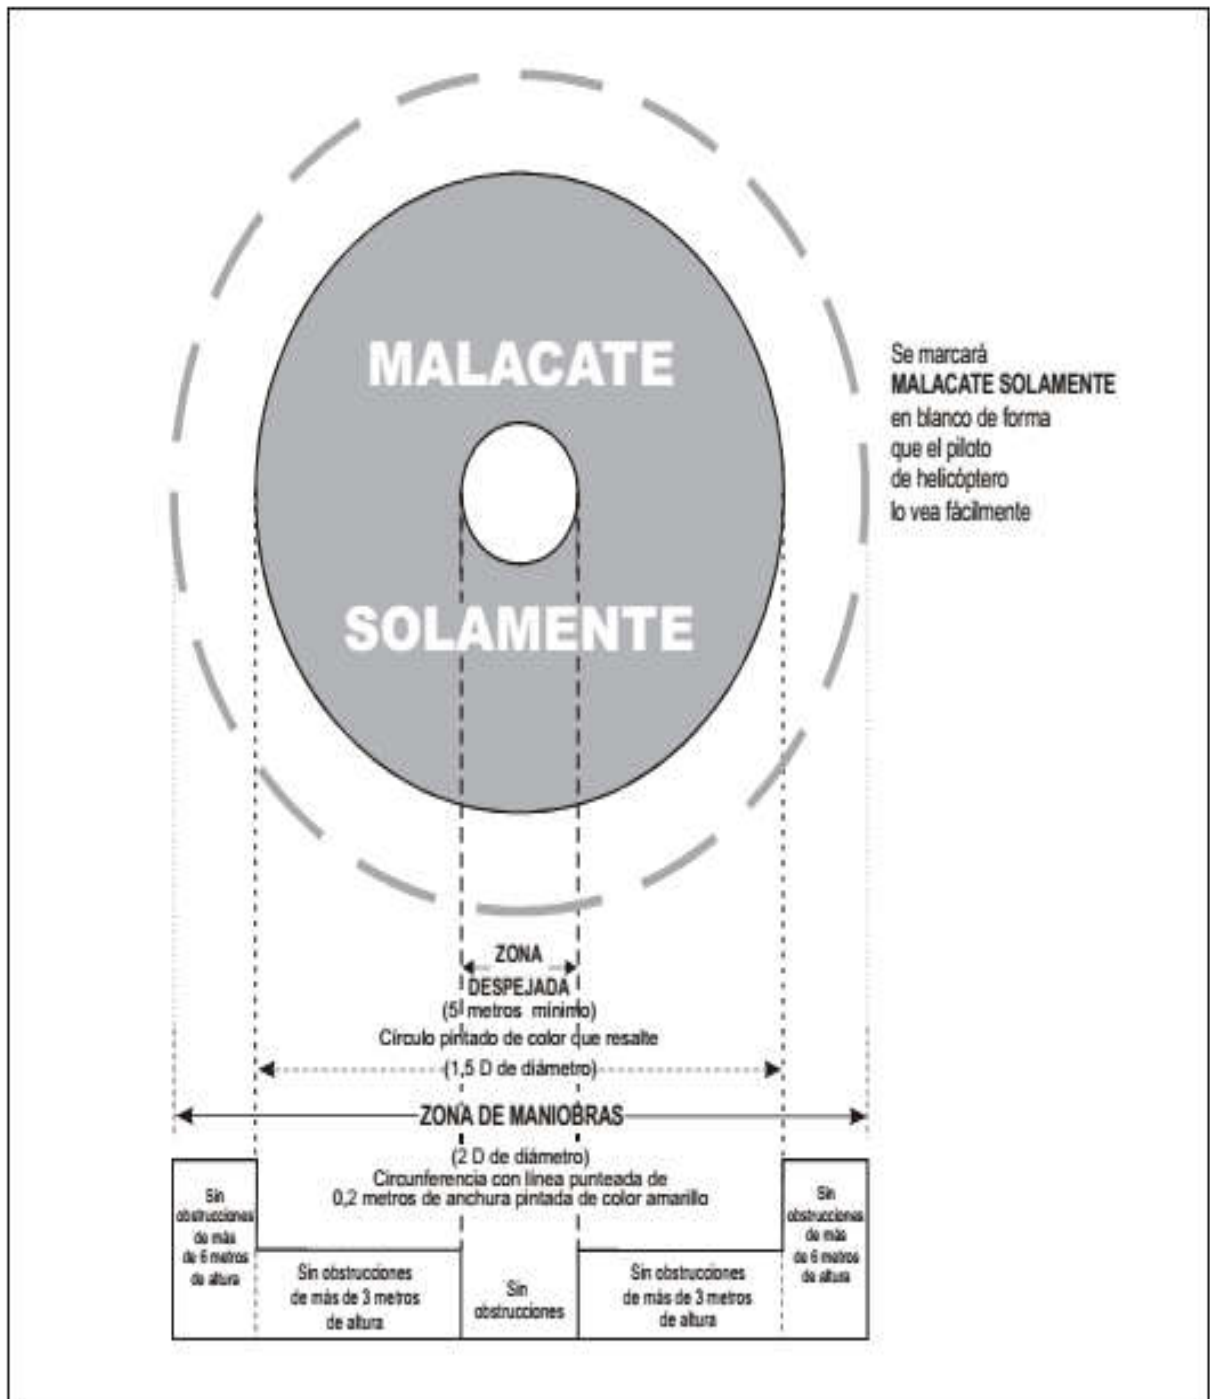 MALACATE
SOLAMENTE
Se marcará
MALACATE SOLAMENTE
en blanco de forma
que el piloto
de helicóptero
lo vea fácilmente
ZONA
DESPEJADA
(5 metros mínimo)
Círculo pintado de color que resalte
(1,5 D de diámetro)
ZONA DE MANIOBRAS
(2 D de diámetro)
Circunferencia con línea punteada de
0,2 metros de anchura pintada de color amarillo
Sin
obstrucciones
de más
de 6 metros
de altura
Sin obstrucciones
de más de 3 metros
de altura
Sin
obstrucciones
Sin obstrucciones
de más de 3 metros
de altura
Sin
obstrucciones
de más
de 6 metros
de altura